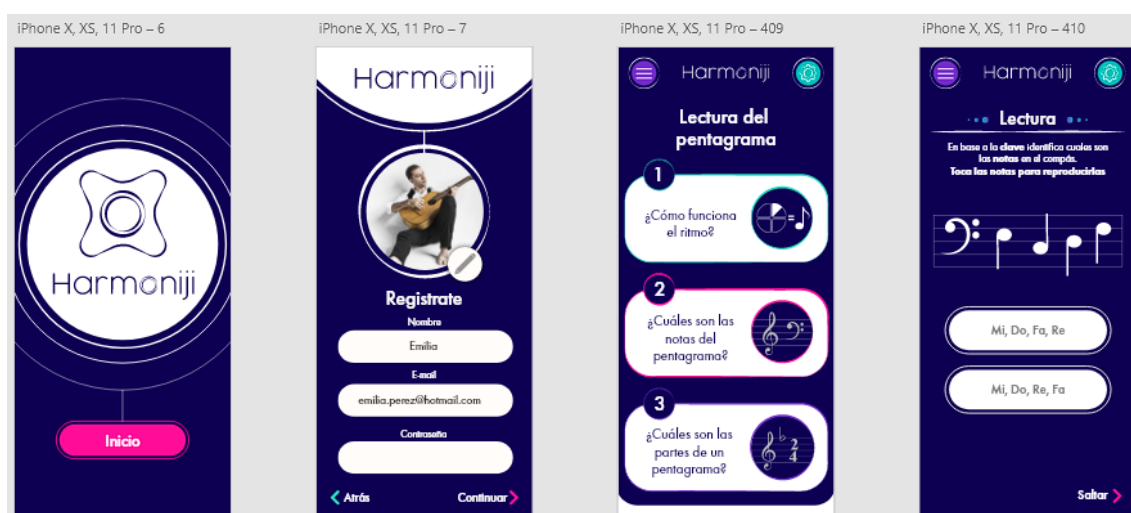 iPhone X, XS, 11 Pro – 6
Harmoniji
Inicio
iPhone X, XS, 11 Pro – 7
Harmoniji
Registrate
Nombre
Emilia
E-mail
emilia.perez@hotmail.com
Contraseña
Atrás
Continuar
iPhone X, XS, 11 Pro – 409
Harmoniji
Lectura del
pentagrama
1
¿Cómo funciona
el ritmo?
2
¿Cuáles son las
notas del
pentagrama?
3
¿Cuáles son las
partes de un
pentagrama?
2
4
iPhone X, XS, 11 Pro – 410
Harmoniji
Lectura
En base a la clave identifica cuales son
las notas en el compás.
Toca las notas para reproducirlas
Mi, Do, Fa, Re
Mi, Do, Re, Fa
Saltar